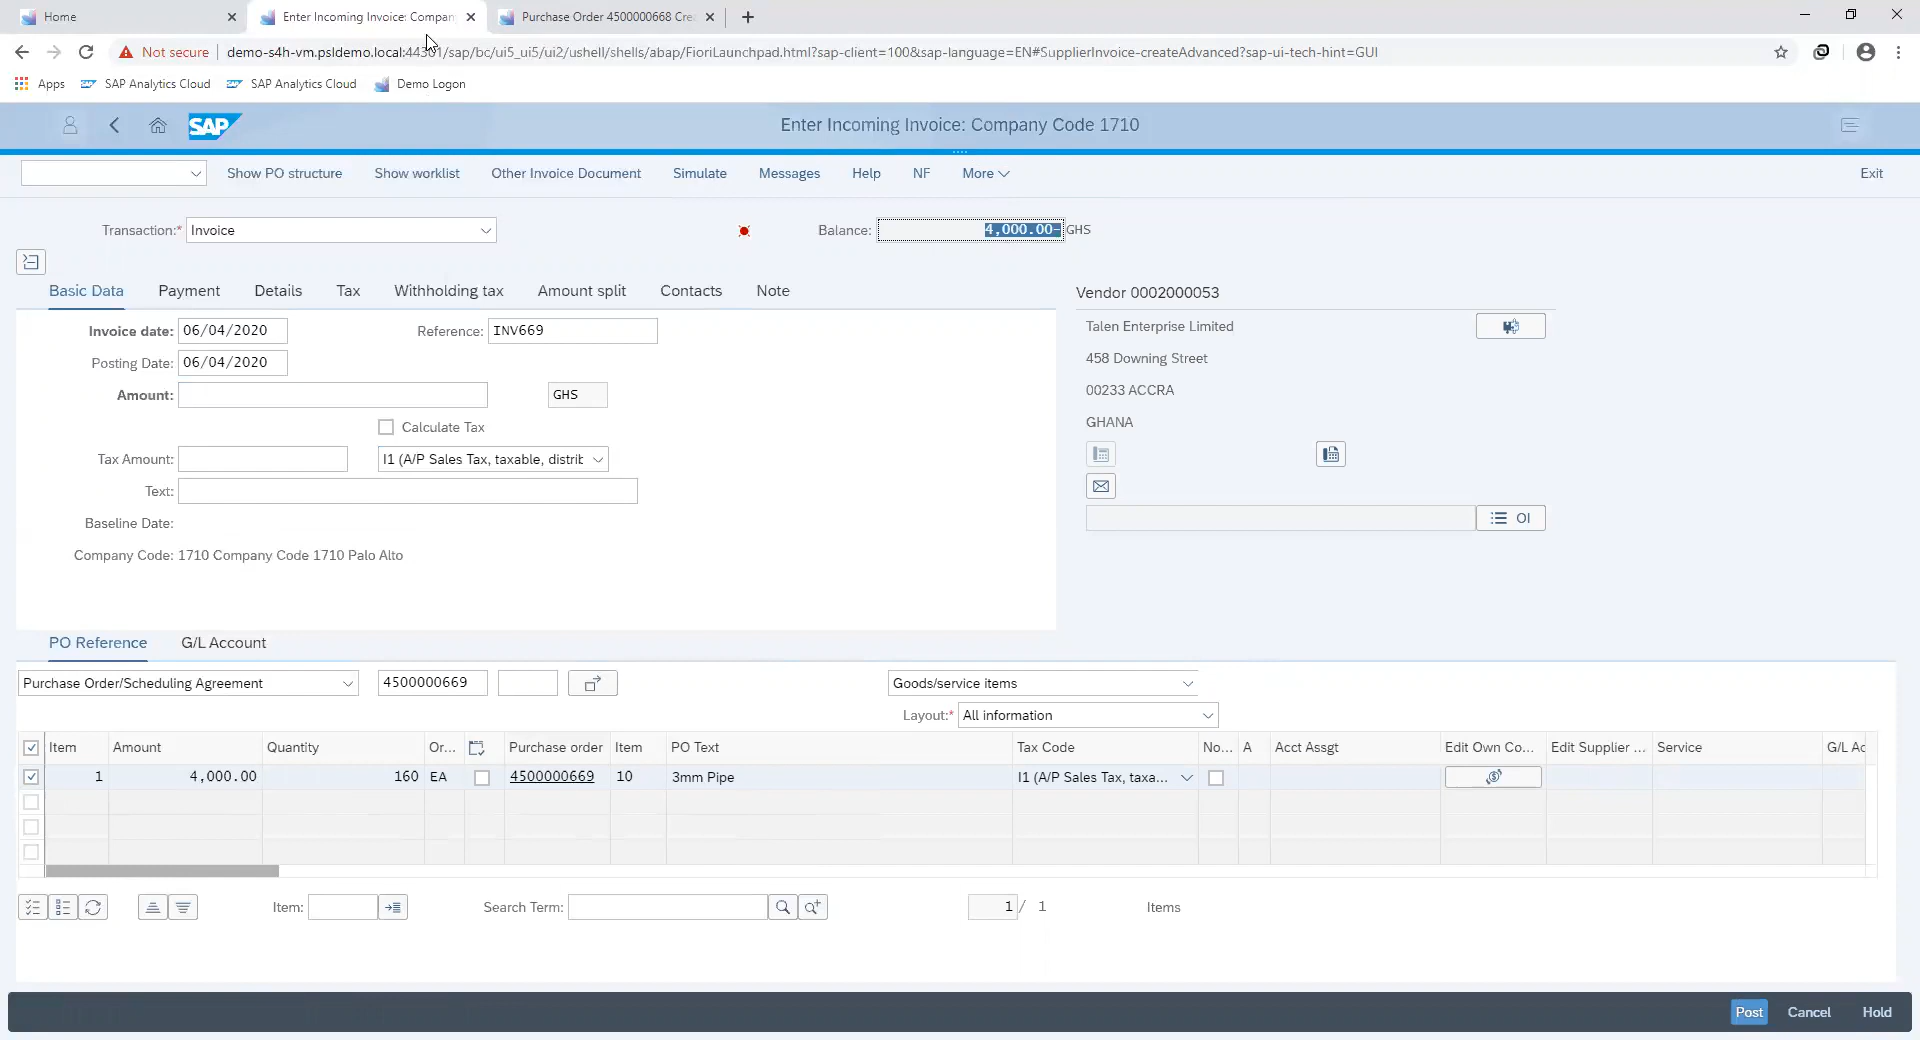 Home
Enter Incoming Invoice: Compan
Purchase Order 4500000668 Cre
Not secure
demo-s4h-vm.psldemo.local:44301/sap/bc/ui5_ui5/ui2/ushell/shells/abap/FioriLaunchpad.html?sap-client=100&sap-language=EN#SupplierInvoice-createAdvanced?sap-ui-tech-hint=GUI
Apps SAP Analytics Cloud SAP Analytics Cloud Demo Logon
SAP Enter Incoming Invoice: Company Code 1710
Show PO structure Show worklist Other Invoice Document Simulate Messages Help NF More Exit
Transaction:* Invoice Balance: 4,000.00- GHS
Basic Data Payment Details Tax Withholding tax Amount split Contacts Note
Vendor 0002000053
Invoice date: 06/04/2020 Reference: INV669
Talen Enterprise Limited
Posting Date: 06/04/2020
458 Downing Street
Amount: GHS
00233 ACCRA
Calculate Tax
GHANA
Tax Amount: I1 (A/P Sales Tax, taxable, distrib
Text:
Baseline Date:
OI
Company Code: 1710 Company Code 1710 Palo Alto
PO Reference G/L Account
Purchase Order/Scheduling Agreement 4500000669 Goods/service items
Layout:* All information
Item Amount Quantity Or... Purchase order Item PO Text Tax Code No... A Acct Assgt Edit Own Co... Edit Supplier ... Service G/L Ac
1 4,000.00 160 EA 4500000669 10 3mm Pipe I1 (A/P Sales Tax, taxa...
Item: Search Term: 1 / 1 Items
Post Cancel Hold